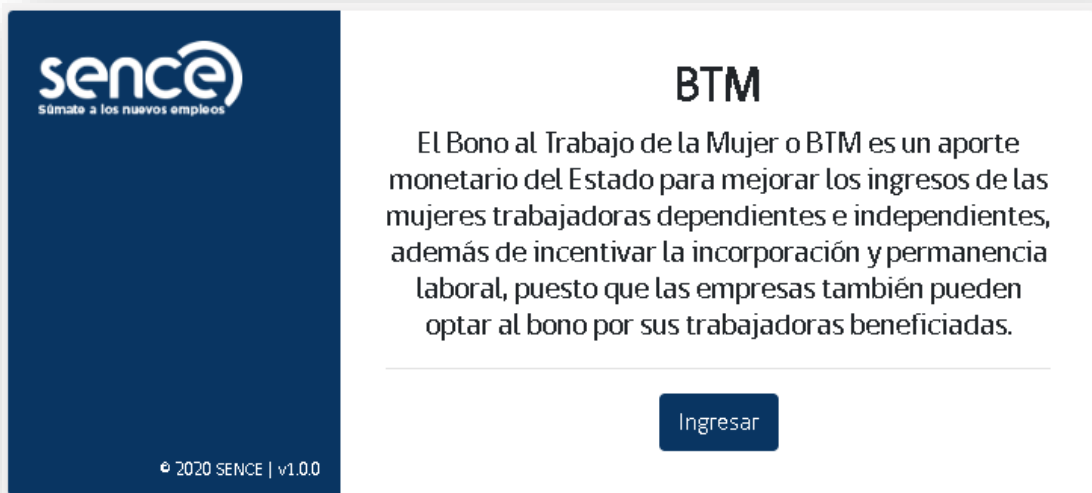 sence
Súmate a los nuevos empleos
BTM
El Bono al Trabajo de la Mujer o BTM es un aporte
monetario del Estado para mejorar los ingresos de las
mujeres trabajadoras dependientes e independientes,
además de incentivar la incorporación y permanencia
laboral, puesto que las empresas también pueden
optar al bono por sus trabajadoras beneficiadas.
Ingresar
© 2020 SENCE | v1.0.0